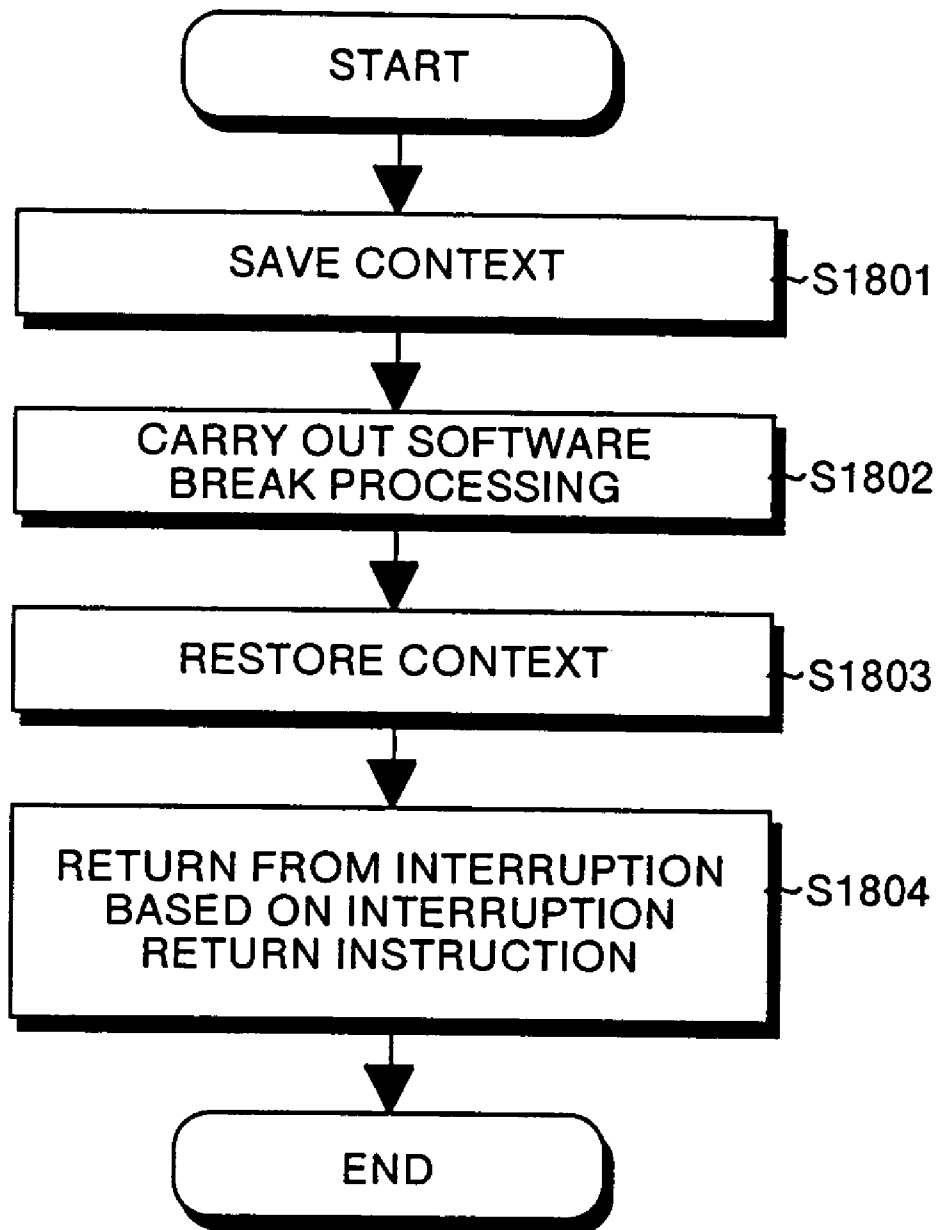 START
SAVE CONTEXT
S1801
CARRY OUT SOFTWARE
BREAK PROCESSING
S1802
RESTORE CONTEXT
S1803
RETURN FROM INTERRUPTION
BASED ON INTERRUPTION
RETURN INSTRUCTION
S1804
END